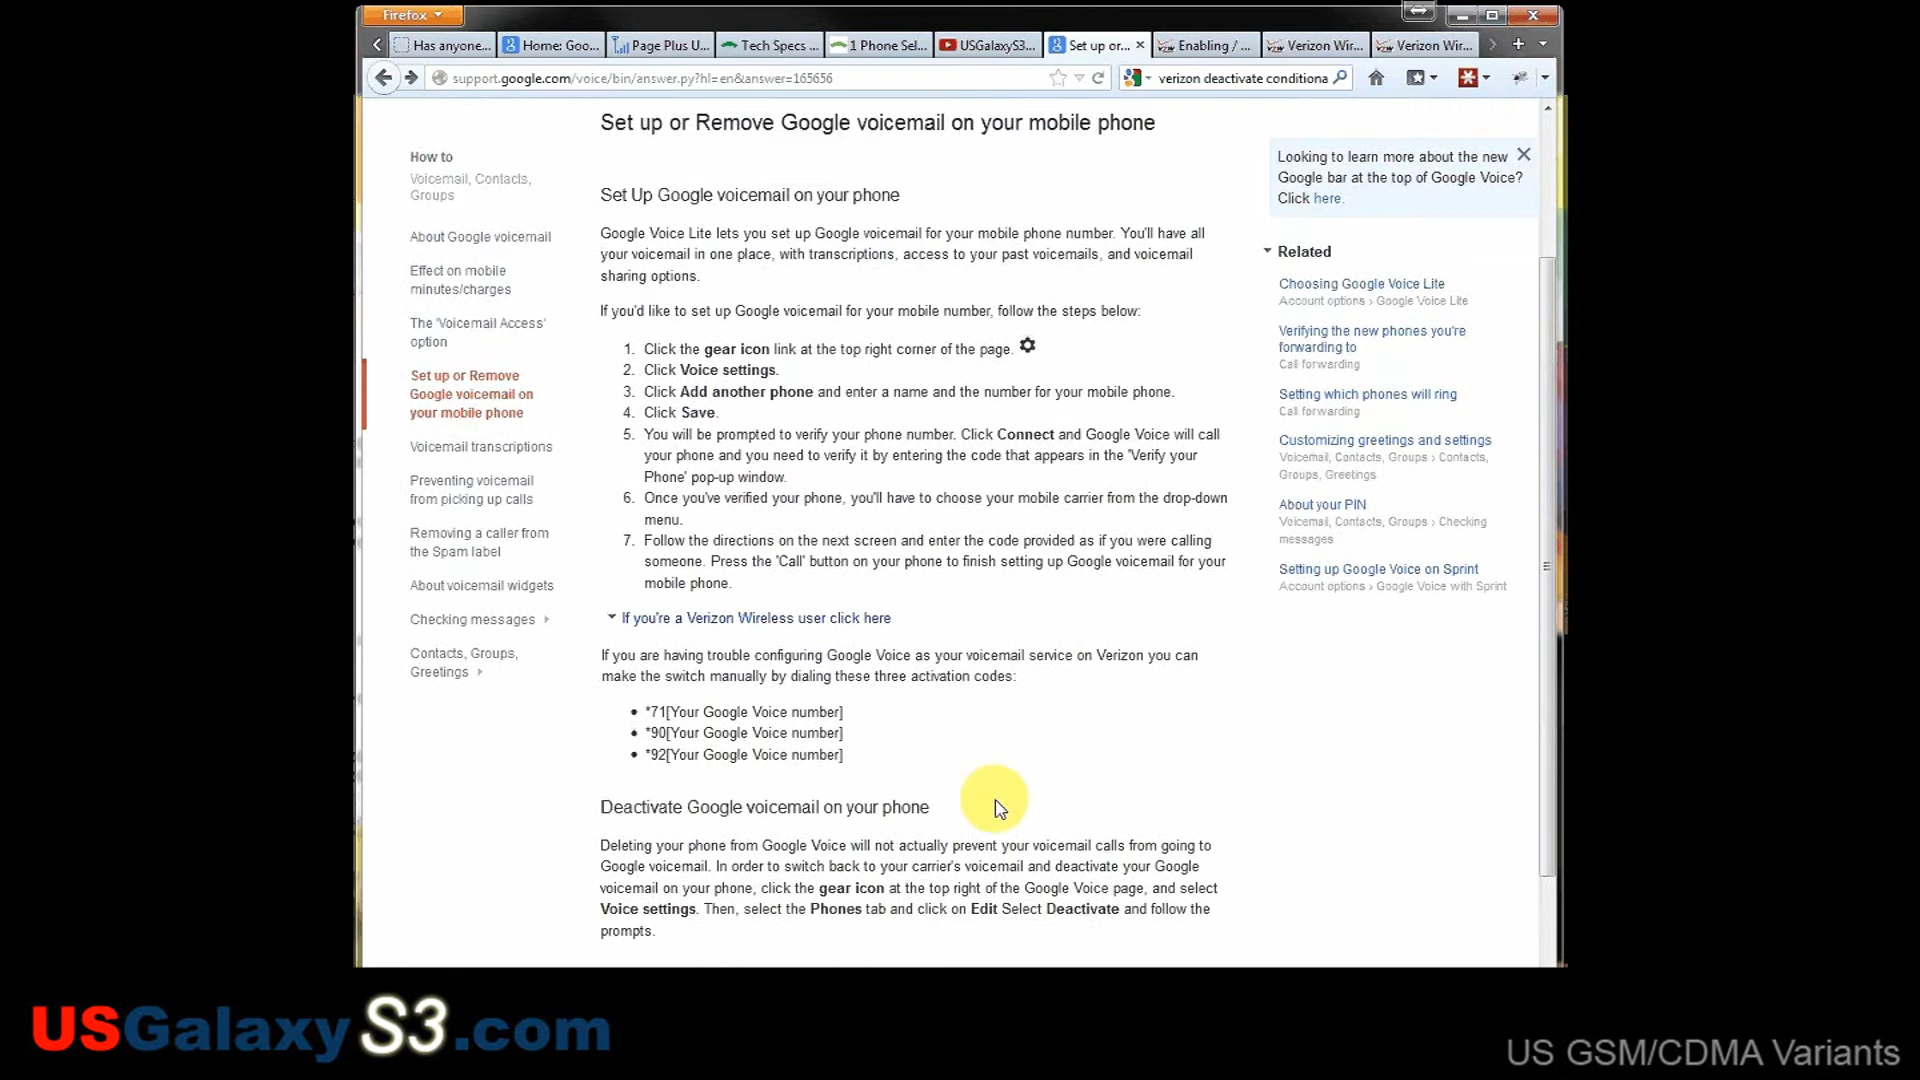 Firefox
Has anyone...
Home: Goo...
Page Plus U...
Tech Specs ...
1 Phone Sel...
USGalaxyS3...
Set up or...
Enabling / ...
Verizon Wir...
Verizon Wir...
support.google.com/voice/bin/answer.py?hl=en&answer=165656
verizon deactivate conditiona
Set up or Remove Google voicemail on your mobile phone
How to
Voicemail, Contacts,
Groups
About Google voicemail
Effect on mobile
minutes/charges
The 'Voicemail Access'
option
Set up or Remove
Google voicemail on
your mobile phone
Voicemail transcriptions
Preventing voicemail
from picking up calls
Removing a caller from
the Spam label
About voicemail widgets
Checking messages
Contacts, Groups,
Greetings
Set Up Google voicemail on your phone
Google Voice Lite lets you set up Google voicemail for your mobile phone number. You'll have all
your voicemail in one place, with transcriptions, access to your past voicemails, and voicemail
sharing options.
If you'd like to set up Google voicemail for your mobile number, follow the steps below:
1. Click the gear icon link at the top right corner of the page.
2. Click Voice settings.
3. Click Add another phone and enter a name and the number for your mobile phone.
4. Click Save.
5. You will be prompted to verify your phone number. Click Connect and Google Voice will call
your phone and you need to verify it by entering the code that appears in the 'Verify your
Phone' pop-up window.
6. Once you've verified your phone, you'll have to choose your mobile carrier from the drop-down
menu.
7. Follow the directions on the next screen and enter the code provided as if you were calling
someone. Press the 'Call' button on your phone to finish setting up Google voicemail for your
mobile phone.
If you're a Verizon Wireless user click here
If you are having trouble configuring Google Voice as your voicemail service on Verizon you can
make the switch manually by dialing these three activation codes:
• *71[Your Google Voice number]
• *90[Your Google Voice number]
• *92[Your Google Voice number]
Deactivate Google voicemail on your phone
Deleting your phone from Google Voice will not actually prevent your voicemail calls from going to
Google voicemail. In order to switch back to your carrier's voicemail and deactivate your Google
voicemail on your phone, click the gear icon at the top right of the Google Voice page, and select
Voice settings. Then, select the Phones tab and click on Edit Select Deactivate and follow the
prompts.
Looking to learn more about the new
Google bar at the top of Google Voice?
Click here.
Related
Choosing Google Voice Lite
Account options › Google Voice Lite
Verifying the new phones you're
forwarding to
Call forwarding
Setting which phones will ring
Call forwarding
Customizing greetings and settings
Voicemail, Contacts, Groups › Contacts,
Groups, Greetings
About your PIN
Voicemail, Contacts, Groups › Checking
messages
Setting up Google Voice on Sprint
Account options › Google Voice with Sprint
USGalaxyS3.com
US GSM/CDMA Variants